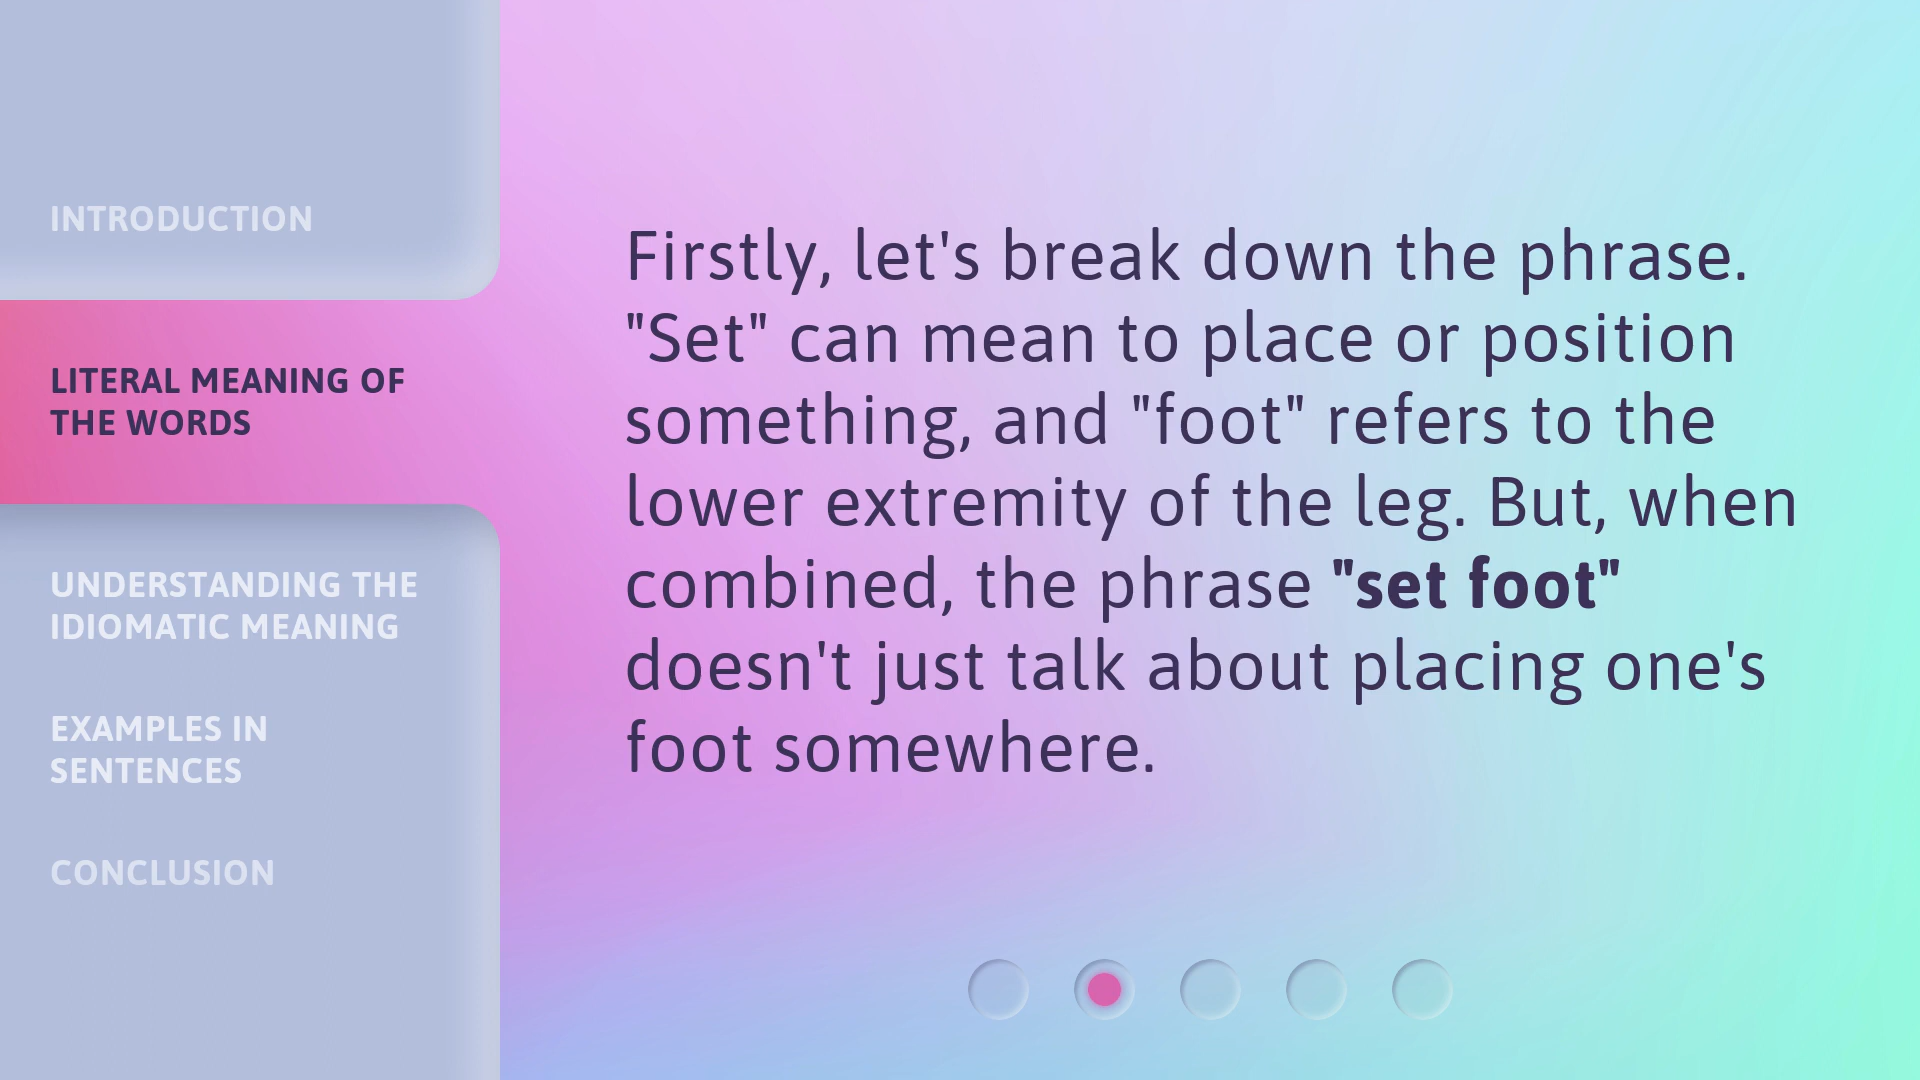 INTRODUCTION
LITERAL MEANING OF
THE WORDS
UNDERSTANDING THE
IDIOMATIC MEANING
EXAMPLES IN
SENTENCES
CONCLUSION
Firstly, let's break down the phrase.
"Set" can mean to place or position
something, and "foot" refers to the
lower extremity of the leg. But, when
combined, the phrase "set foot"
doesn't just talk about placing one's
foot somewhere.